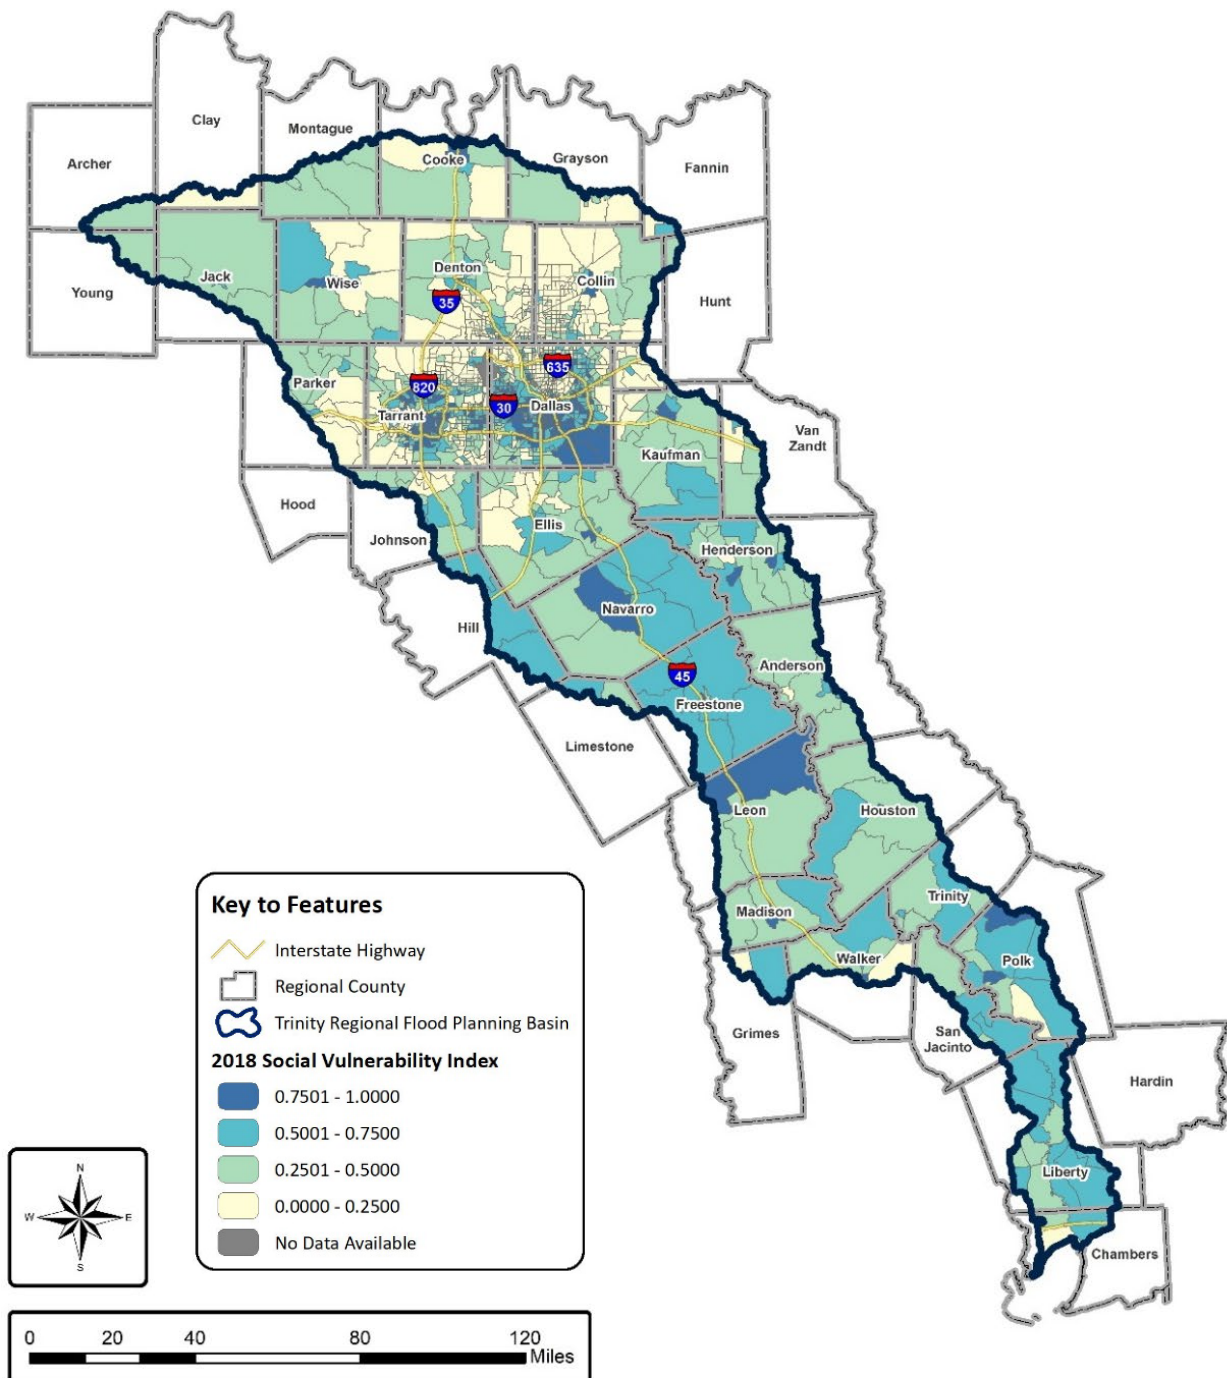 Clay
Montague
Archer
Cooke
Grayson
Fannin
Young
Jack
Wise
Denton
Collin
Hunt
35
Parker
820
635
Tarrant
30
Dallas
Van
Zandt
Kaufman
Hood
Johnson
Ellis
Henderson
Hill
Navarro
Anderson
45
Freestone
Limestone
Leon
Houston
Madison
Trinity
Walker
Polk
Grimes
San
Jacinto
Hardin
Liberty
Chambers
Key to Features
Interstate Highway
Regional County
Trinity Regional Flood Planning Basin
2018 Social Vulnerability Index
0.7501 - 1.0000
0.5001 - 0.7500
0.2501 - 0.5000
0.0000 - 0.2500
No Data Available
N
W E
S
0 20 40 80 120
Miles